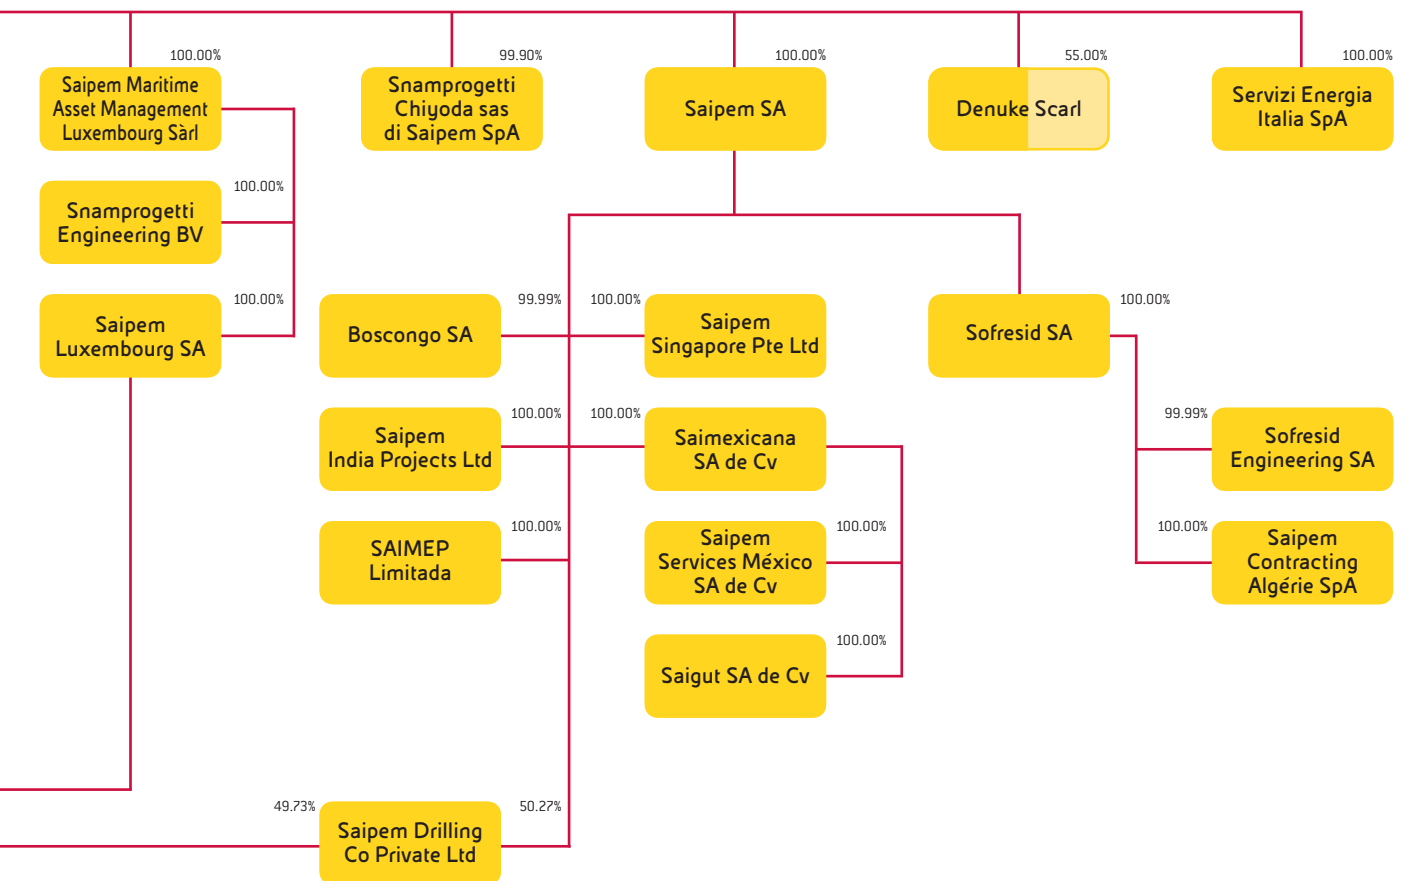 100.00%
99.90%
100.00%
55.00%
100.00%
Saipem Maritime
Asset Management
Luxembourg Sàrl
Snamprogetti
Chiyoda sas
di Saipem SpA
Saipem SA
Denuke Scarl
Servizi Energia
Italia SpA
100.00%
Snamprogetti
Engineering BV
100.00%
Saipem
Luxembourg SA
99.99%
Boscongo SA
100.00%
Saipem
Singapore Pte Ltd
100.00%
Sofresid SA
100.00%
Saipem
India Projects Ltd
100.00%
Saimexicana
SA de Cv
99.99%
Sofresid
Engineering SA
100.00%
SAIMEP
Limitada
100.00%
Saipem
Services México
SA de Cv
100.00%
Saipem
Contracting
Algérie SpA
100.00%
Saigut SA de Cv
49.73%
50.27%
Saipem Drilling
Co Private Ltd